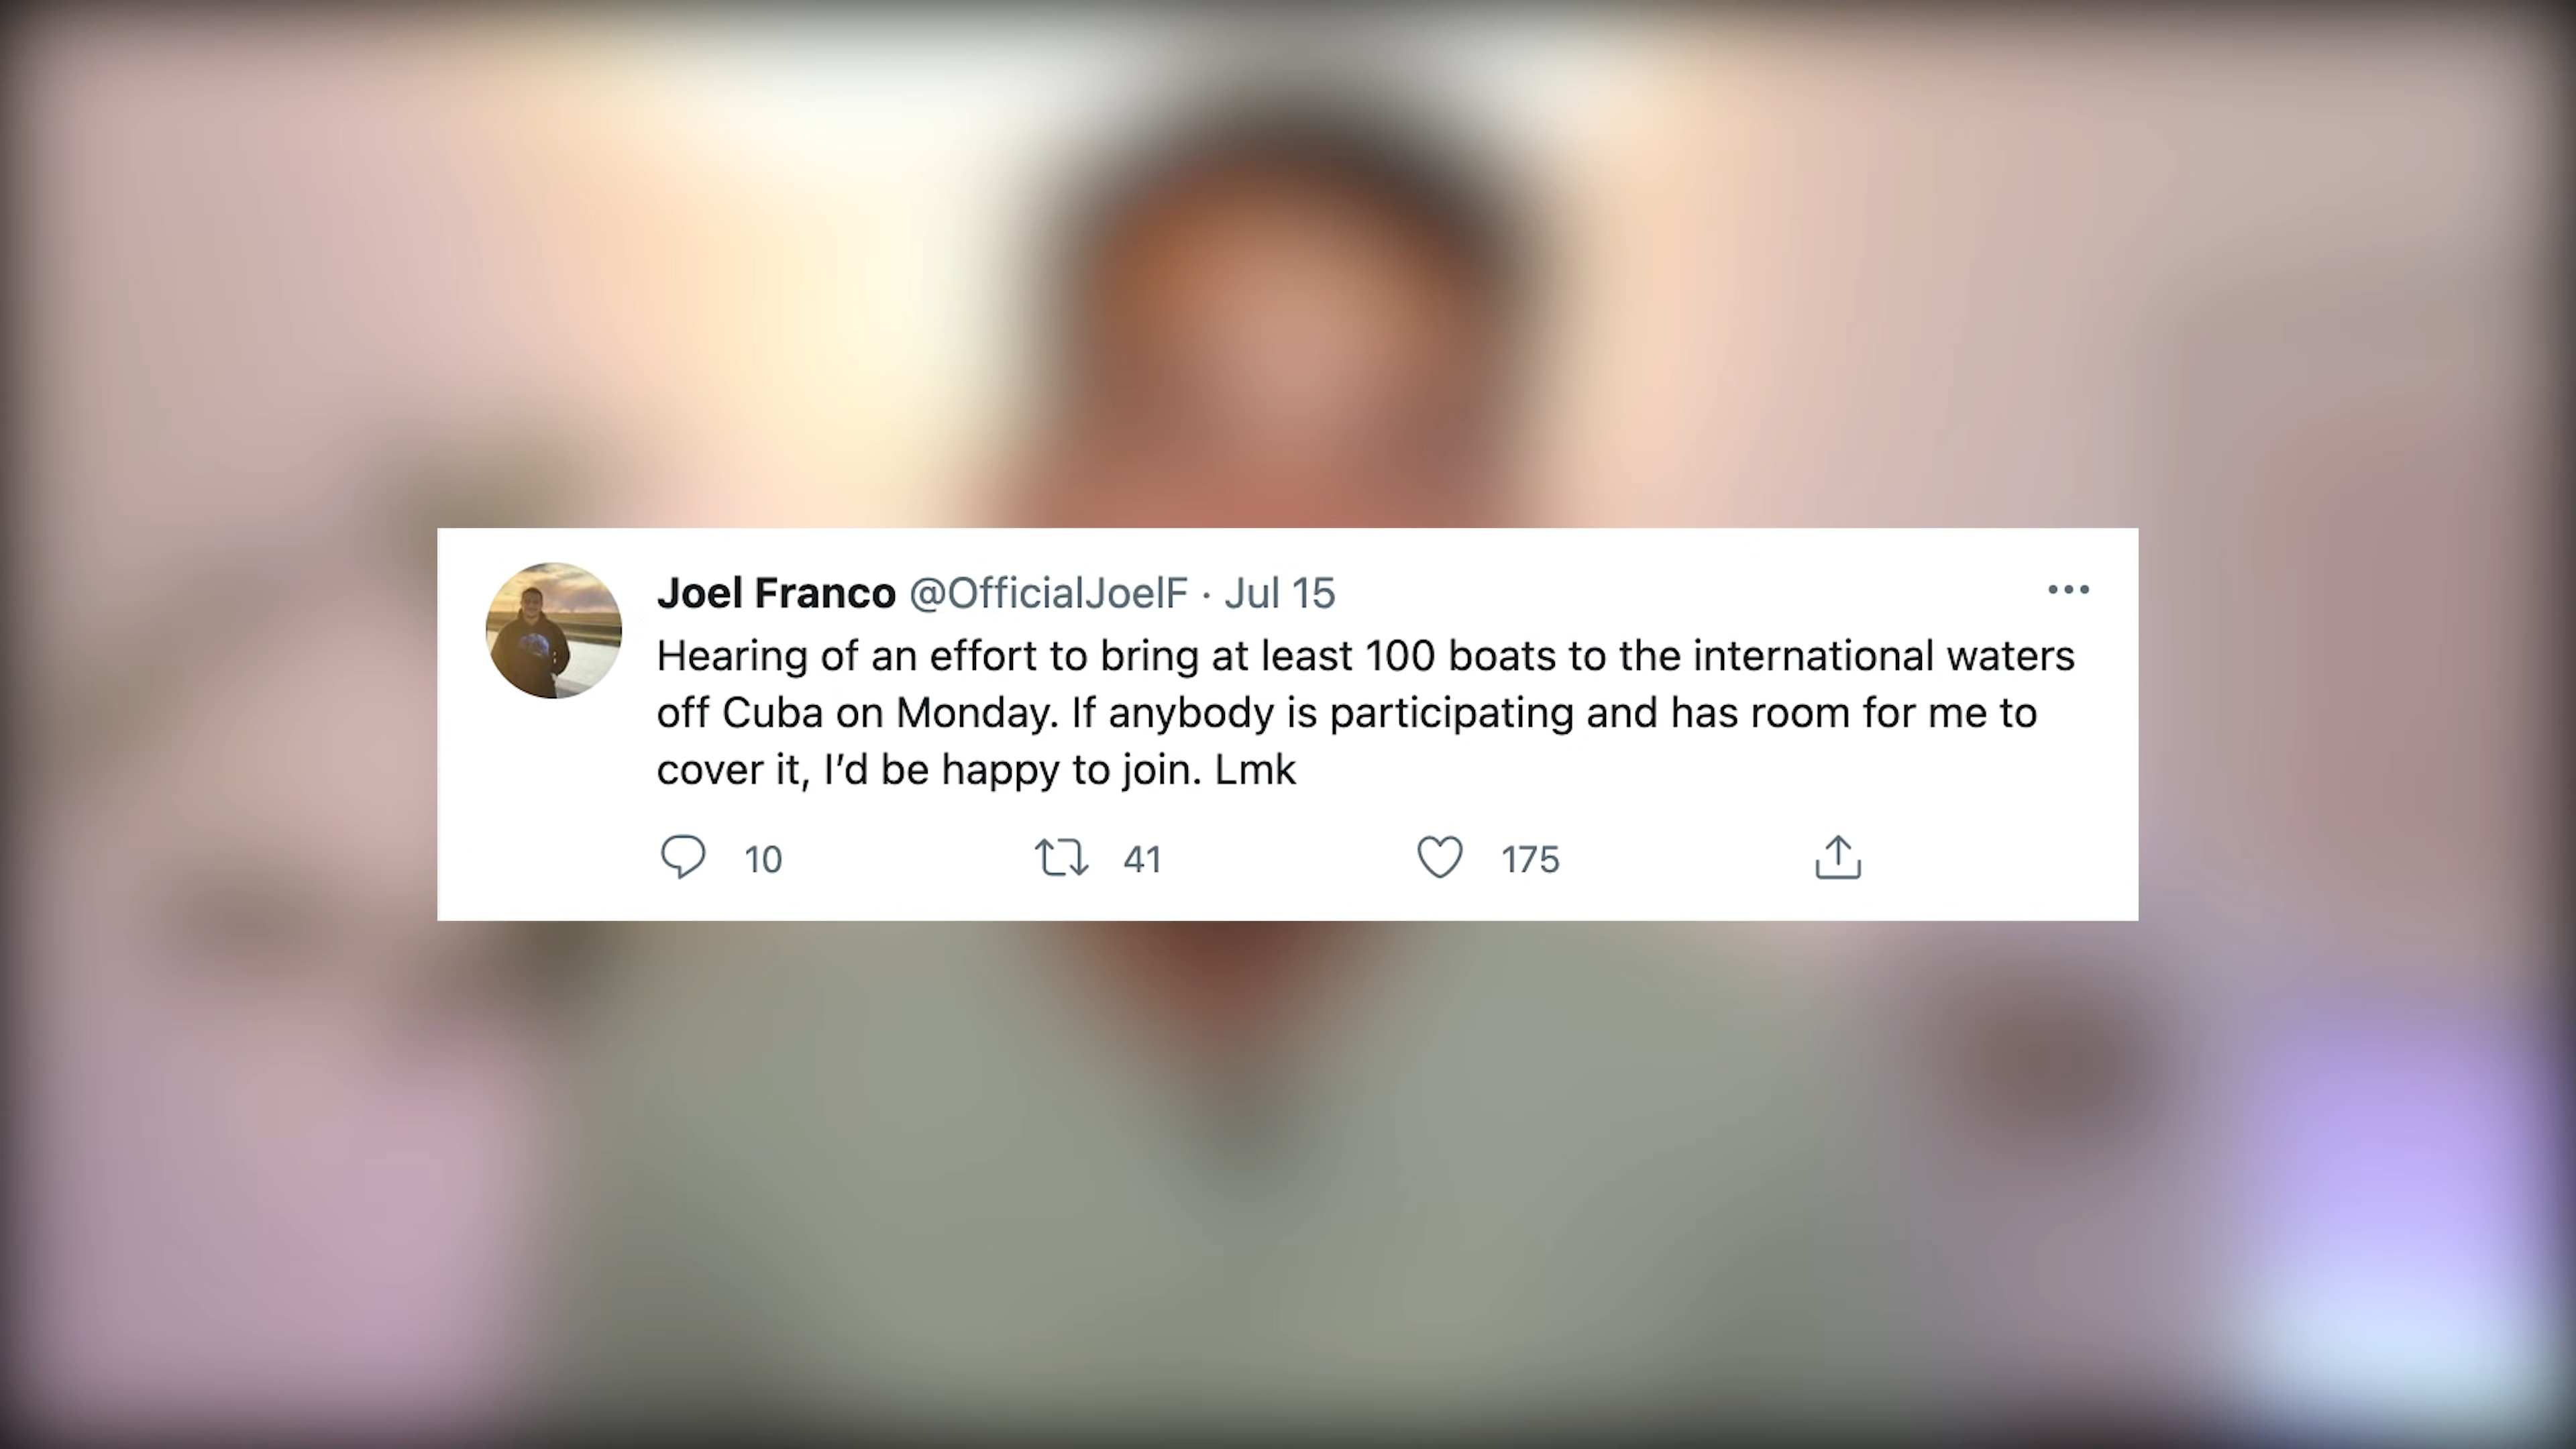 Joel Franco @OfficialJoelF · Jul 15
Hearing of an effort to bring at least 100 boats to the international waters
off Cuba on Monday. If anybody is participating and has room for me to
cover it, I’d be happy to join. Lmk
10 41 175